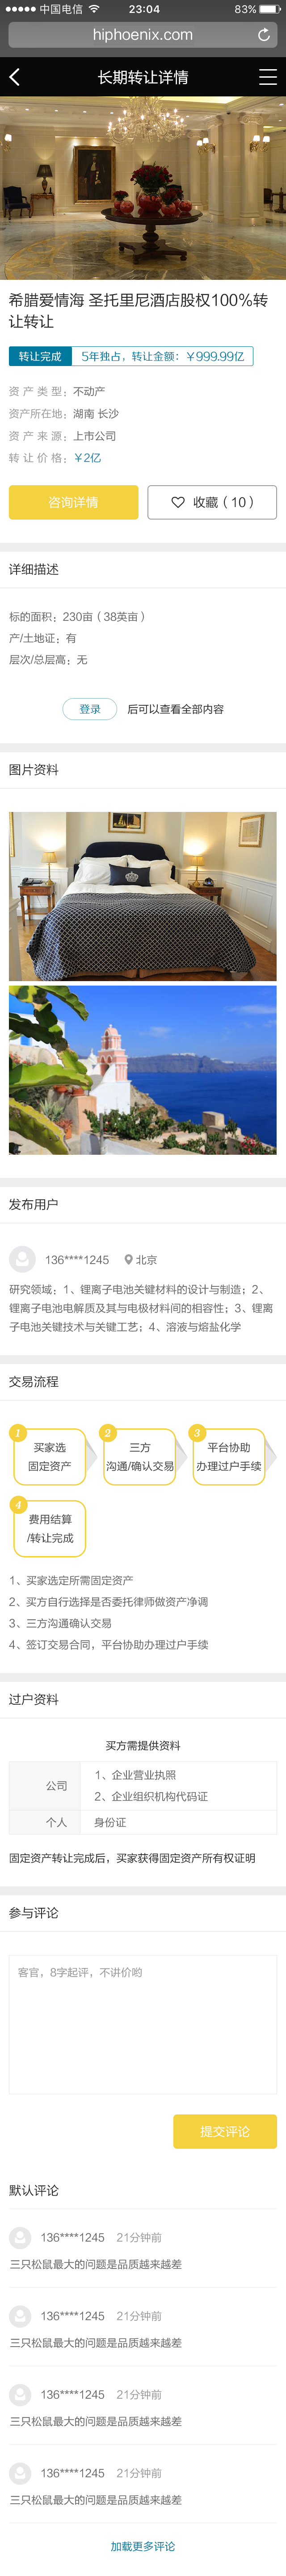 中国电信 23:04 83%
hiphoenix.com
长期转让详情
希腊爱情海 圣托里尼酒店股权100%转
让转让
转让完成 5年独占，转让金额：￥999.99亿
资 产 类 型：不动产
资产所在地：湖南 长沙
资 产 来 源：上市公司
转 让 价 格：￥2亿
咨询详情 收藏（10）
详细描述
标的面积：230亩（38英亩）
产/土地证：有
层次/总层高：无
登录 后可以查看全部内容
图片资料
发布用户
136****1245 北京
研究领域：1、锂离子电池关键材料的设计与制造；2、
锂离子电池电解质及其与电极材料间的相容性；3、锂离
子电池关键技术与关键工艺；4、溶液与熔盐化学
交易流程
1 2 3
买家选 三方 平台协助
固定资产 沟通/确认交易 办理过户手续
4
费用结算
/转让完成
1、买家选定所需固定资产
2、买方自行选择是否委托律师做资产净调
3、三方沟通确认交易
4、签订交易合同，平台协助办理过户手续
过户资料
买方需提供资料
公司 1、企业营业执照
2、企业组织机构代码证
个人 身份证
固定资产转让完成后，买家获得固定资产所有权证明
参与评论
客官，8字起评，不讲价哟
提交评论
默认评论
136****1245 21分钟前
三只松鼠最大的问题是品质越来越差
136****1245 21分钟前
三只松鼠最大的问题是品质越来越差
136****1245 21分钟前
三只松鼠最大的问题是品质越来越差
136****1245 21分钟前
三只松鼠最大的问题是品质越来越差
加载更多评论